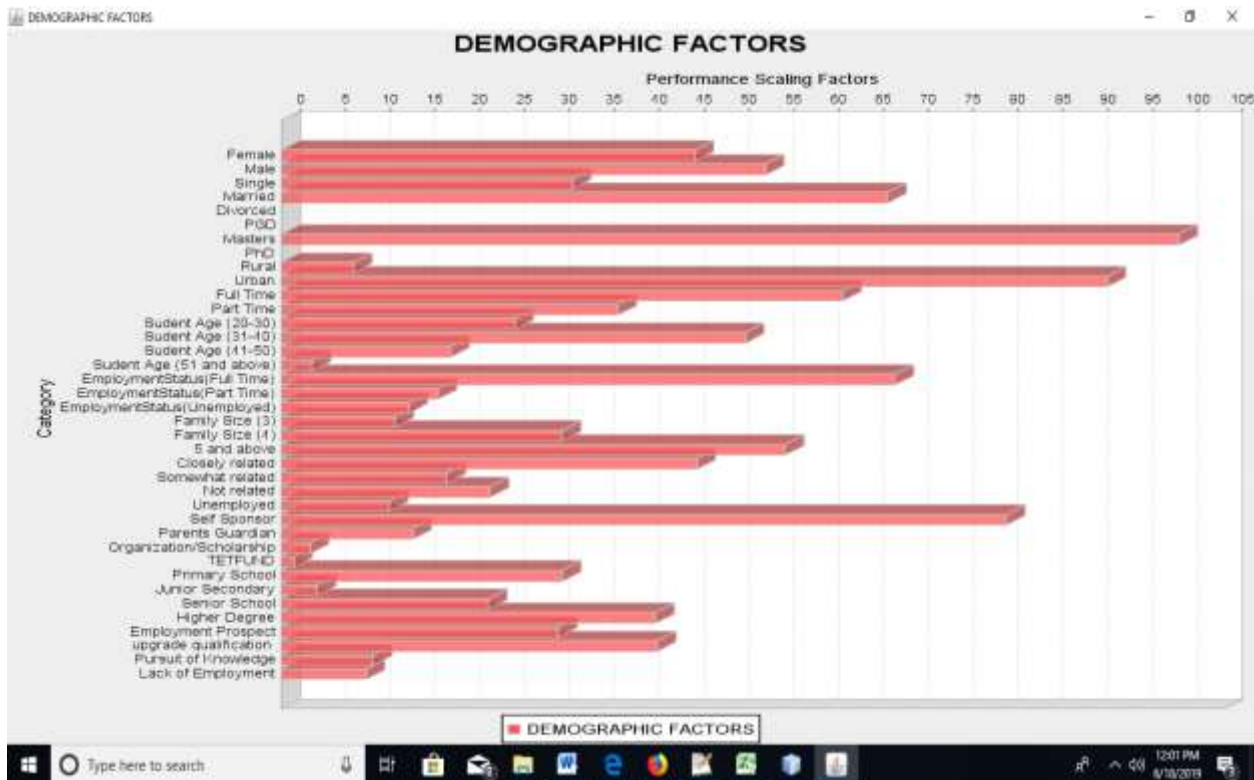 DEMOGRAPHIC FACTORS
DEMOGRAPHIC FACTORS
Performance Scaling Factors
0 5 10 15 20 25 30 35 40 45 50 55 60 65 70 75 80 85 90 95 100 105
Category
Female
Male
Single
Married
Divorced
PGD
Masters
PhD
Rural
Urban
Full Time
Part Time
Sudent Age (20-30)
Sudent Age (31-40)
Sudent Age (41-50)
Sudent Age (51 and above)
EmploymentStatus(Full Time)
EmploymentStatus(Part Time)
EmploymentStatus(Unemployed)
Family Size (3)
Family Size (4)
5 and above
Closely related
Somewhat related
Not related
Unemployed
Self Sponsor
Parents Guardian
Organization/Scholarship
TETFUND
Primary School
Junior Secondary
Senior School
Higher Degree
Employment Prospect
upgrade qualification
Pursuit of Knowledge
Lack of Employment
DEMOGRAPHIC FACTORS
Type here to search
12:01 PM